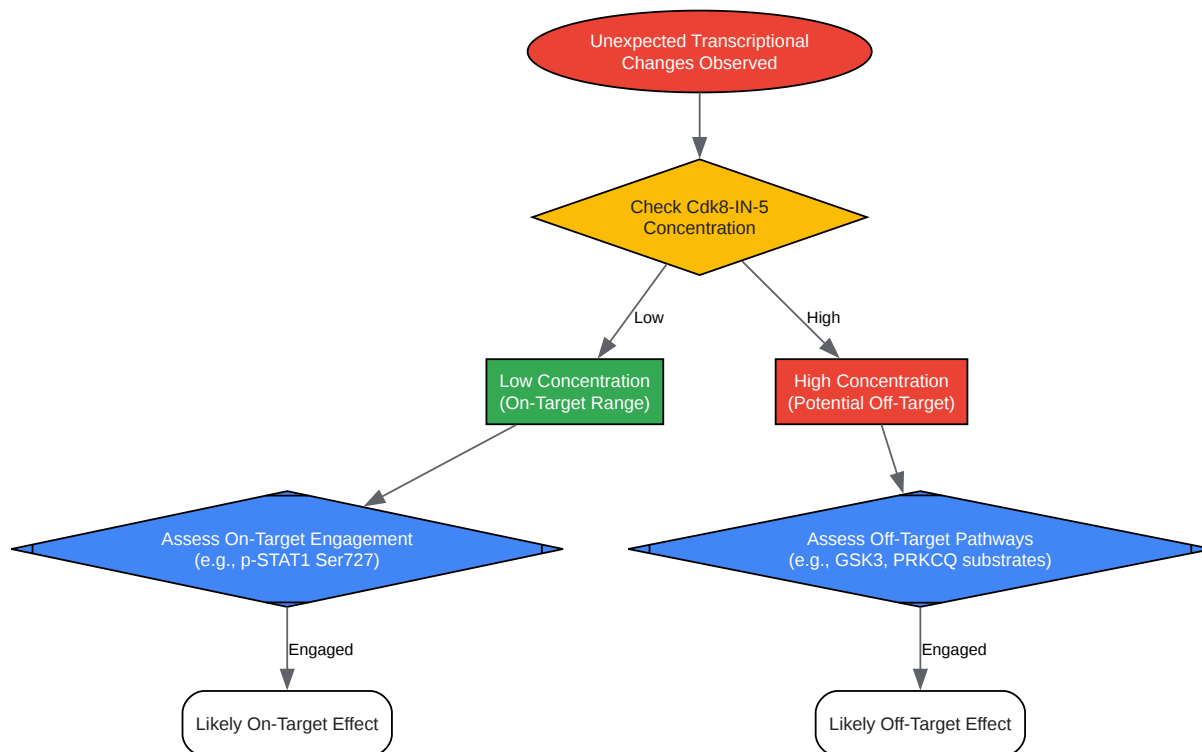 Unexpected Transcriptional
Changes Observed
Check Cdk8-IN-5
Concentration
Low
High
Low Concentration
(On-Target Range)
High Concentration
(Potential Off-Target)
Assess On-Target Engagement
(e.g., p-STAT1 Ser727)
Assess Off-Target Pathways
(e.g., GSK3, PRKCQ substrates)
Engaged
Engaged
Likely On-Target Effect
Likely Off-Target Effect